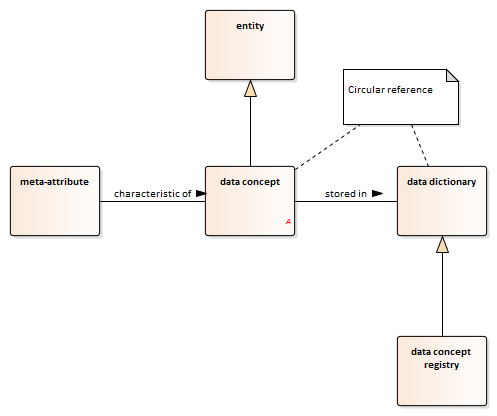 entity
Circular reference
meta-attribute
characteristic of
data concept
A
stored in
data dictionary
data concept
registry